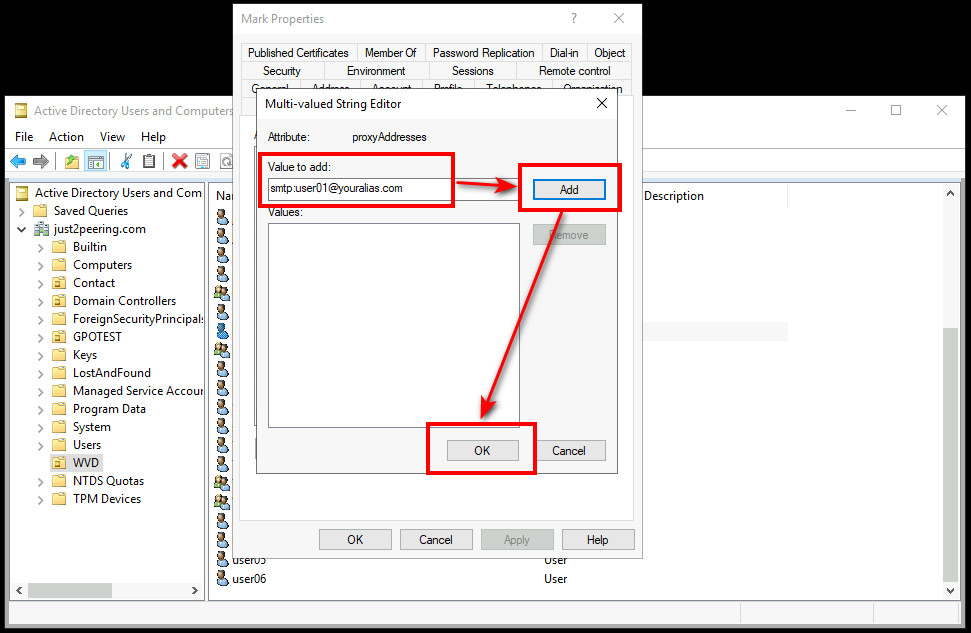 Mark Properties
?
Published Certificates
Member Of
Password Replication
Dial-in
Object
Security
Environment
Sessions
Remote control
General
Address
Account
Profile
Telephones
Organization
Active Directory Users and Computers
File
Action
View
Help
Multi-valued String Editor
Attribute:
proxyAddresses
Value to add:
smtp:user01@youralias.com
Add
Values:
Remove
OK
Cancel
Active Directory Users and Com
Saved Queries
just2peering.com
Builtin
Computers
Contact
Domain Controllers
ForeignSecurityPrincipals
GPOTEST
Keys
LostAndFound
Managed Service Accour
Program Data
System
Users
WVD
NTDS Quotas
TPM Devices
Description
OK
Cancel
Apply
Help
user05
User
user06
User